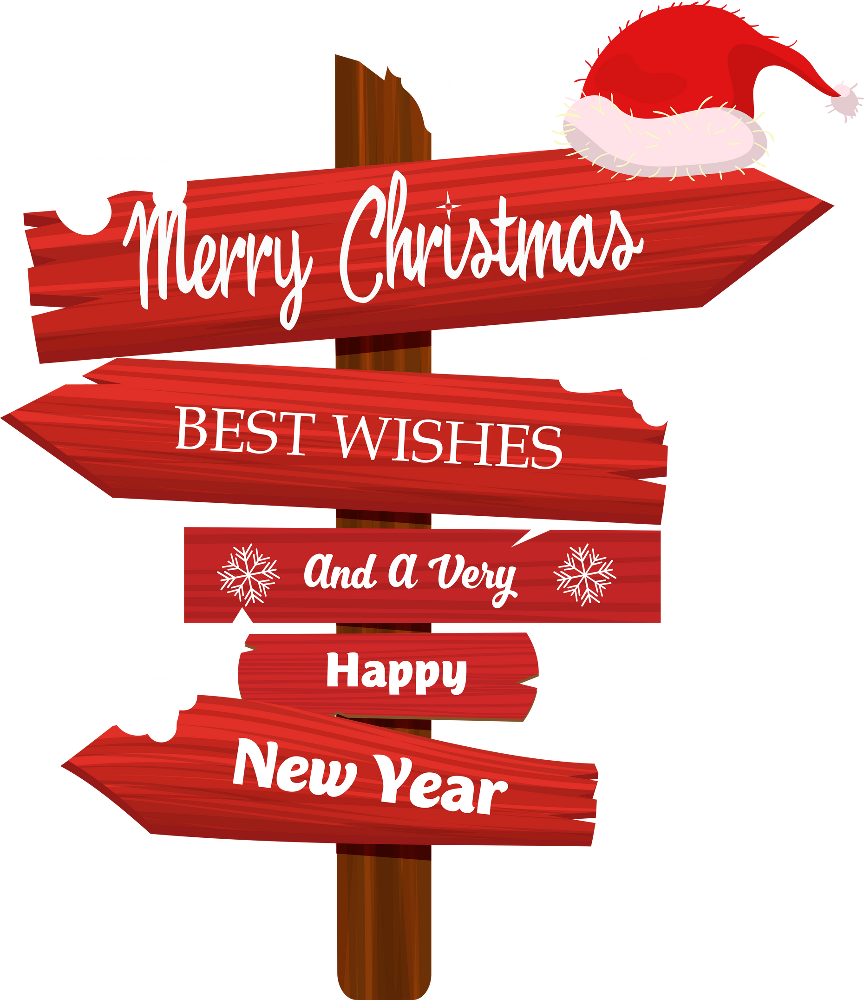 Merry Christmas
BEST WISHES
And A Very
Happy
New Year